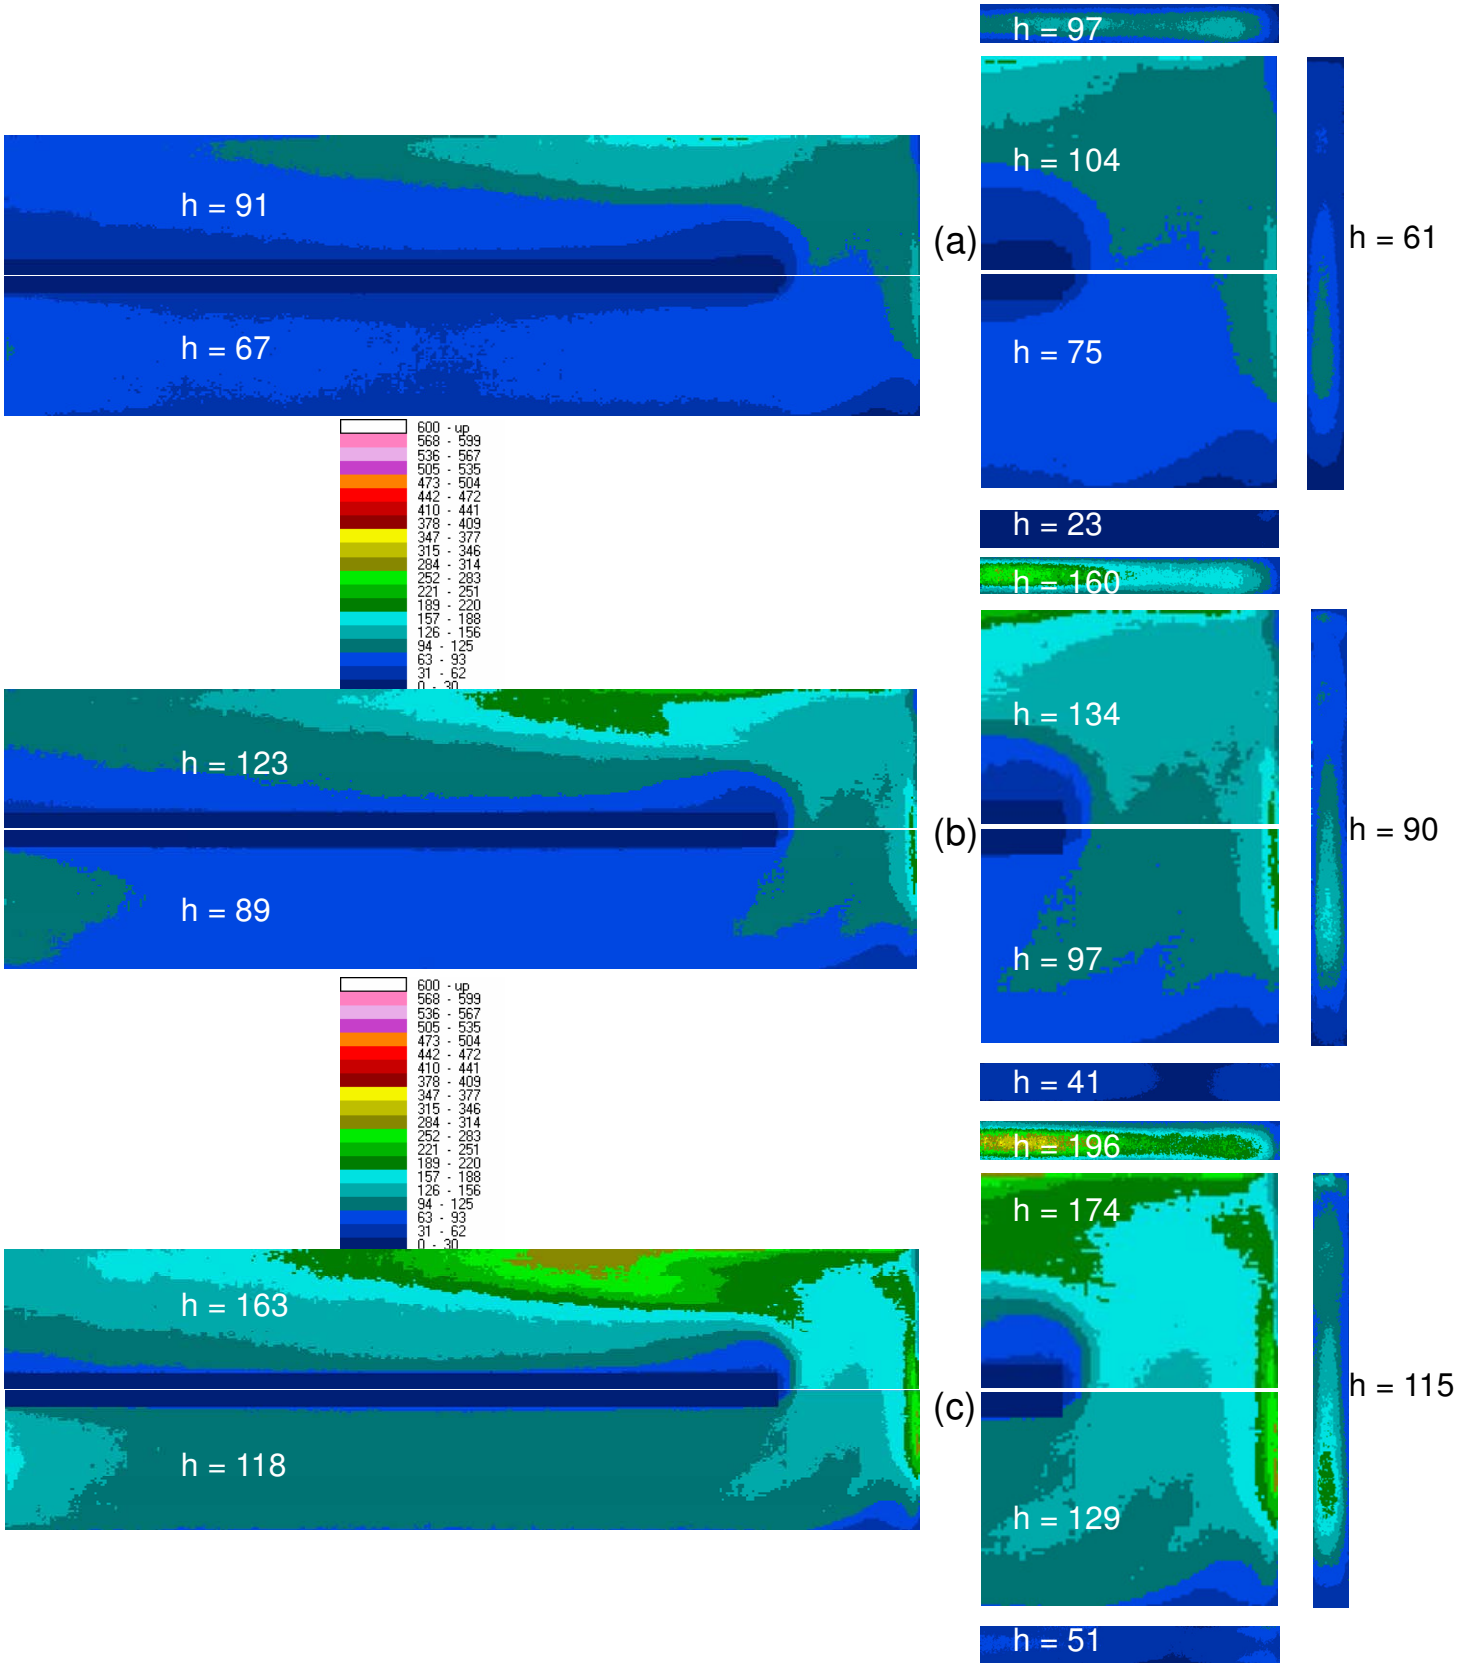 h = 97
h = 104
h = 91
(a)
h = 61
h = 67
h = 75
600 - up
568 - 599
536 - 567
505 - 535
473 - 504
442 - 472
410 - 441
378 - 409
347 - 377
315 - 346
284 - 314
252 - 283
221 - 251
189 - 220
157 - 188
126 - 156
94 - 125
63 - 93
31 - 62
0 - 30
h = 23
h = 160
h = 134
h = 123
(b)
h = 90
h = 89
h = 97
600 - up
568 - 599
536 - 567
505 - 535
473 - 504
442 - 472
410 - 441
378 - 409
347 - 377
315 - 346
284 - 314
252 - 283
221 - 251
189 - 220
157 - 188
126 - 156
94 - 125
63 - 93
31 - 62
0 - 30
h = 41
h = 196
h = 174
h = 163
(c)
h = 115
h = 118
h = 129
h = 51